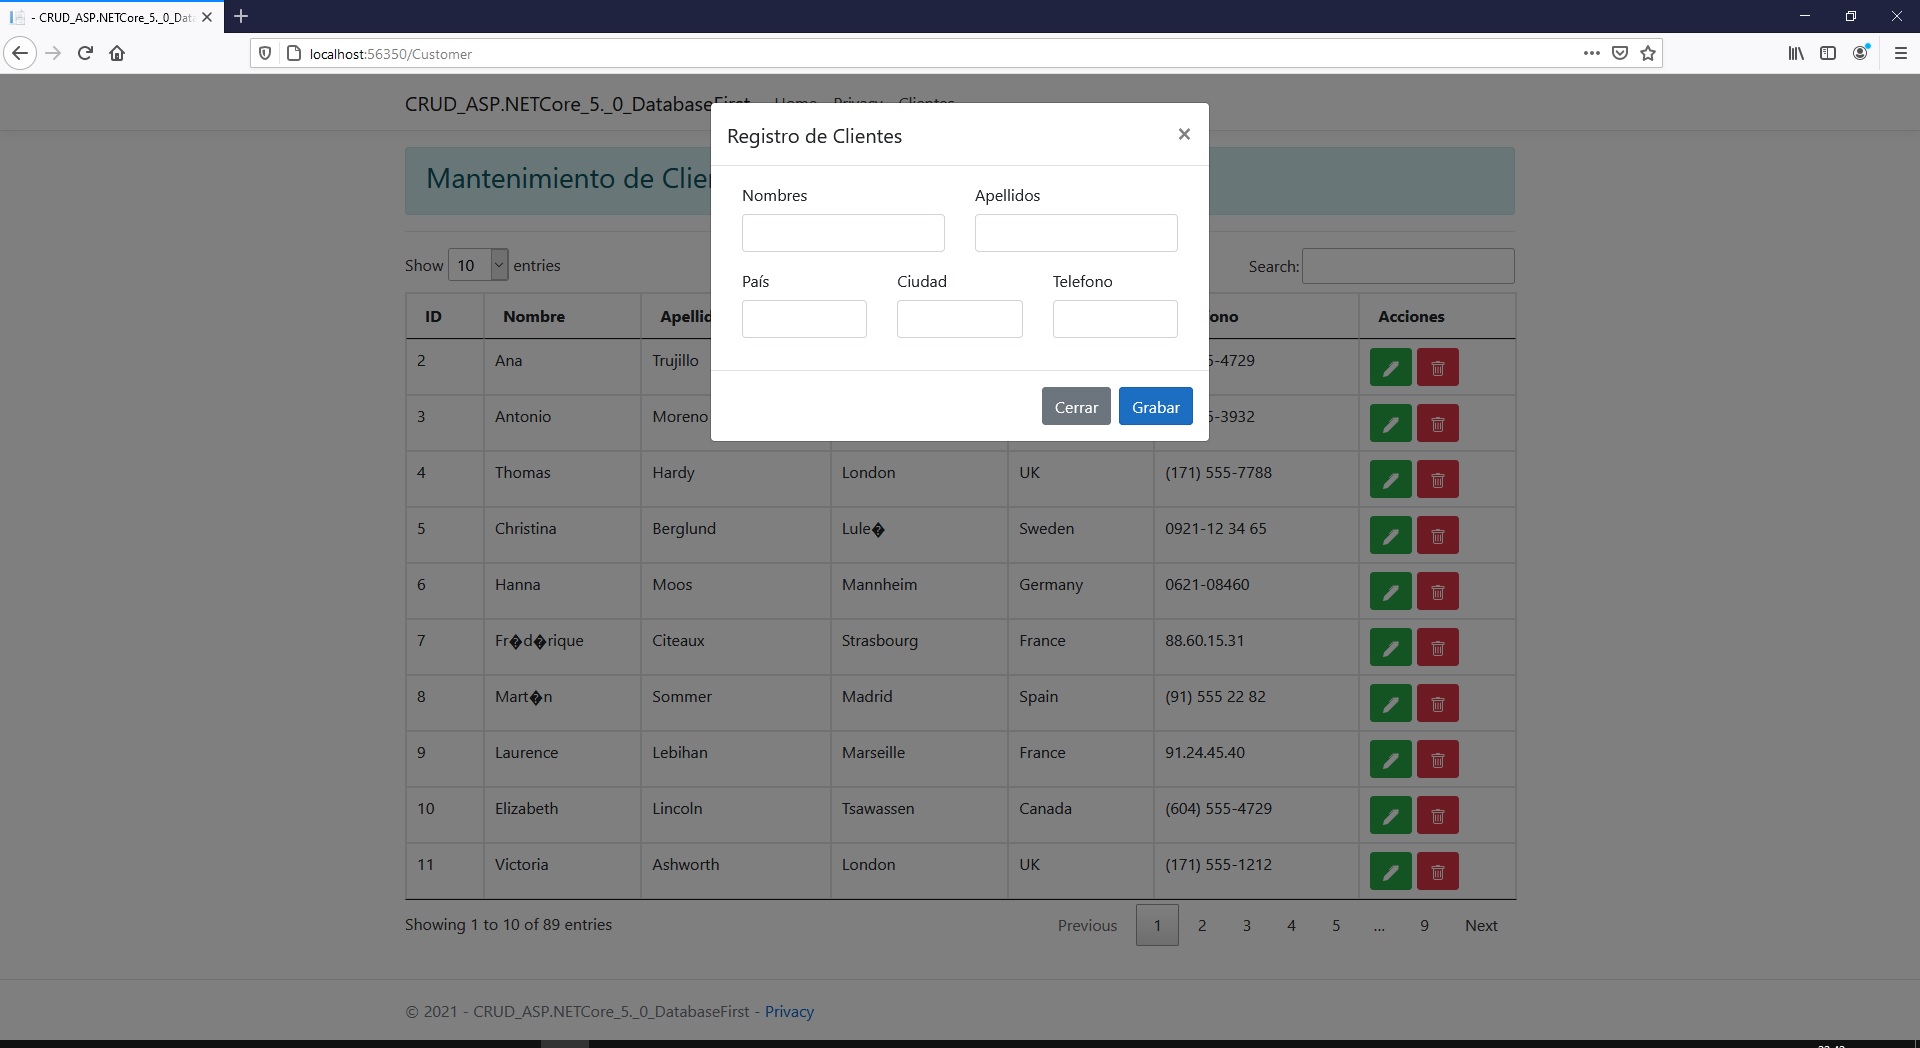 - CRUD_ASP.NETCore_5._0_Dat
localhost:56350/Customer
CRUD_ASP.NETCore_5._0_DatabaseFirst Home Privacy Clientes
Registro de Clientes ×
Mantenimiento de Clie
Nombres Apellidos
Show 10 entries Search:
País Ciudad Telefono
ID Nombre Apellid ono Acciones
2 Ana Trujillo 5-4729
3 Antonio Moreno 5-3932
Cerrar Grabar
4 Thomas Hardy London UK (171) 555-7788
5 Christina Berglund Lule� Sweden 0921-12 34 65
6 Hanna Moos Mannheim Germany 0621-08460
7 Fr�d�rique Citeaux Strasbourg France 88.60.15.31
8 Mart�n Sommer Madrid Spain (91) 555 22 82
9 Laurence Lebihan Marseille France 91.24.45.40
10 Elizabeth Lincoln Tsawassen Canada (604) 555-4729
11 Victoria Ashworth London UK (171) 555-1212
Showing 1 to 10 of 89 entries Previous 1 2 3 4 5 ... 9 Next
© 2021 - CRUD_ASP.NETCore_5._0_DatabaseFirst - Privacy